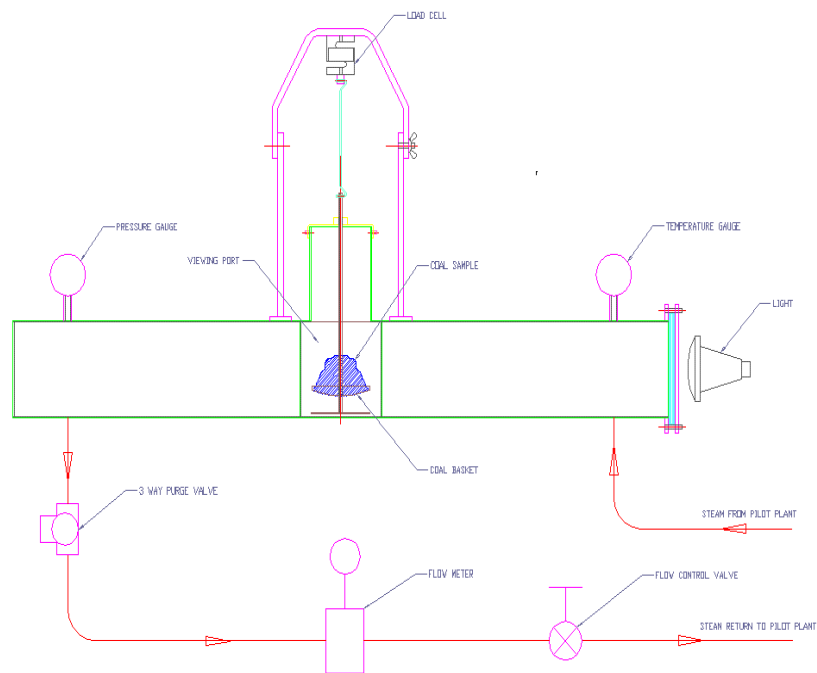 LOAD CELL
PRESSURE GAUGE
TEMPERATURE GAUGE
VIEWING PORT
COAL SAMPLE
LIGHT
COAL BASKET
3 WAY PURGE VALVE
STEAM FROM PILOT PLANT
FLOW METER
FLOW CONTROL VALVE
STEAN RETURN TO PILOT PLANT